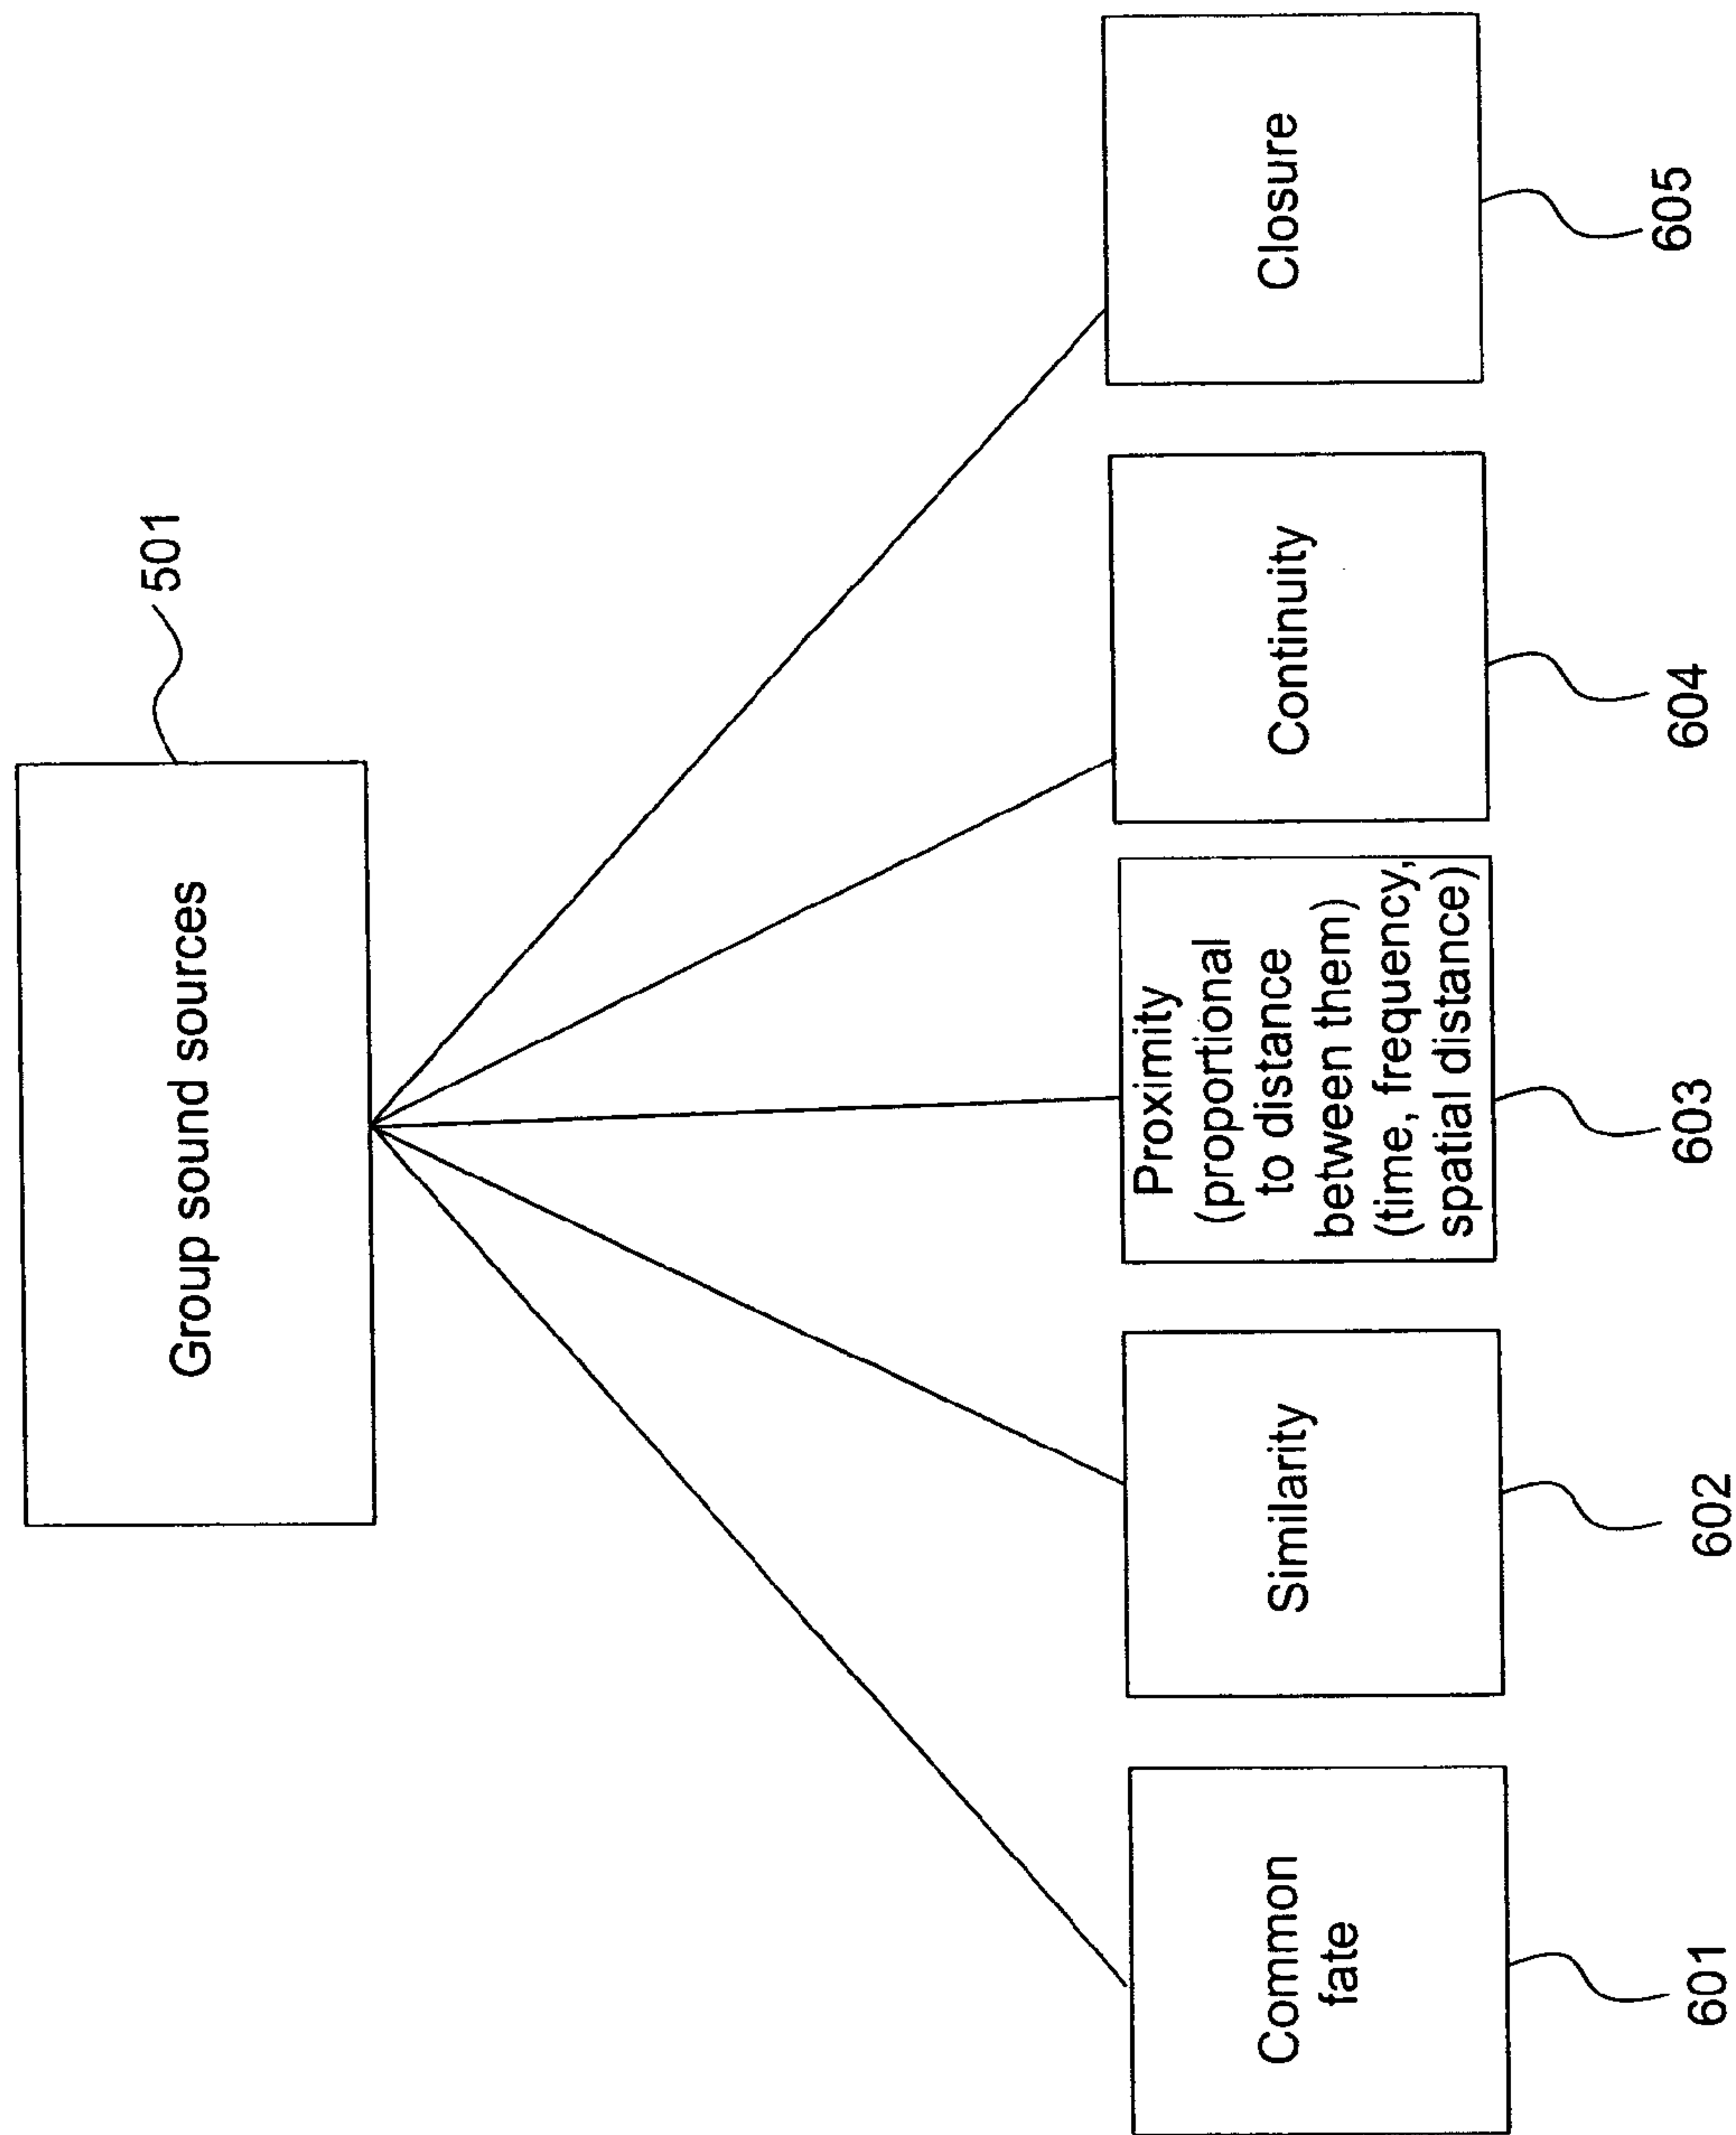 Group sound sources
501
Common
fate
Similarity
Proximity
(proportional
to distance
between them)
(time, frequency,
spatial distance)
Continuity
Closure
601
602
603
604
605